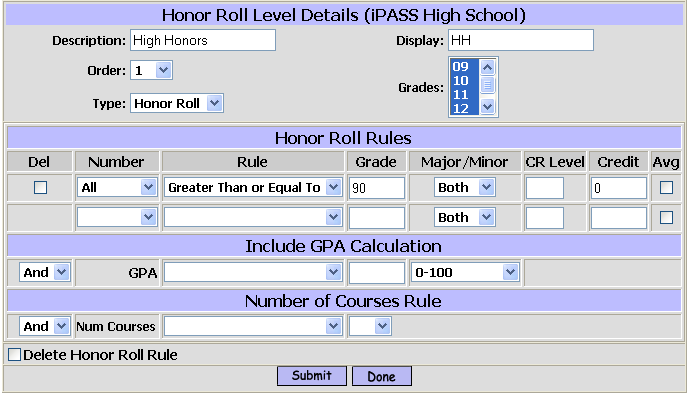 Honor Roll Level Details (iPASS High School)
Description: High Honors Display: HH
Order: 1
Type: Honor Roll
Grades: 09
10
11
12
Honor Roll Rules
Del Number Rule Grade Major/Minor CR Level Credit Avg
All Greater Than or Equal To 90 Both 0
Both
Include GPA Calculation
And GPA 0-100
Number of Courses Rule
And Num Courses
Delete Honor Roll Rule
Submit Done